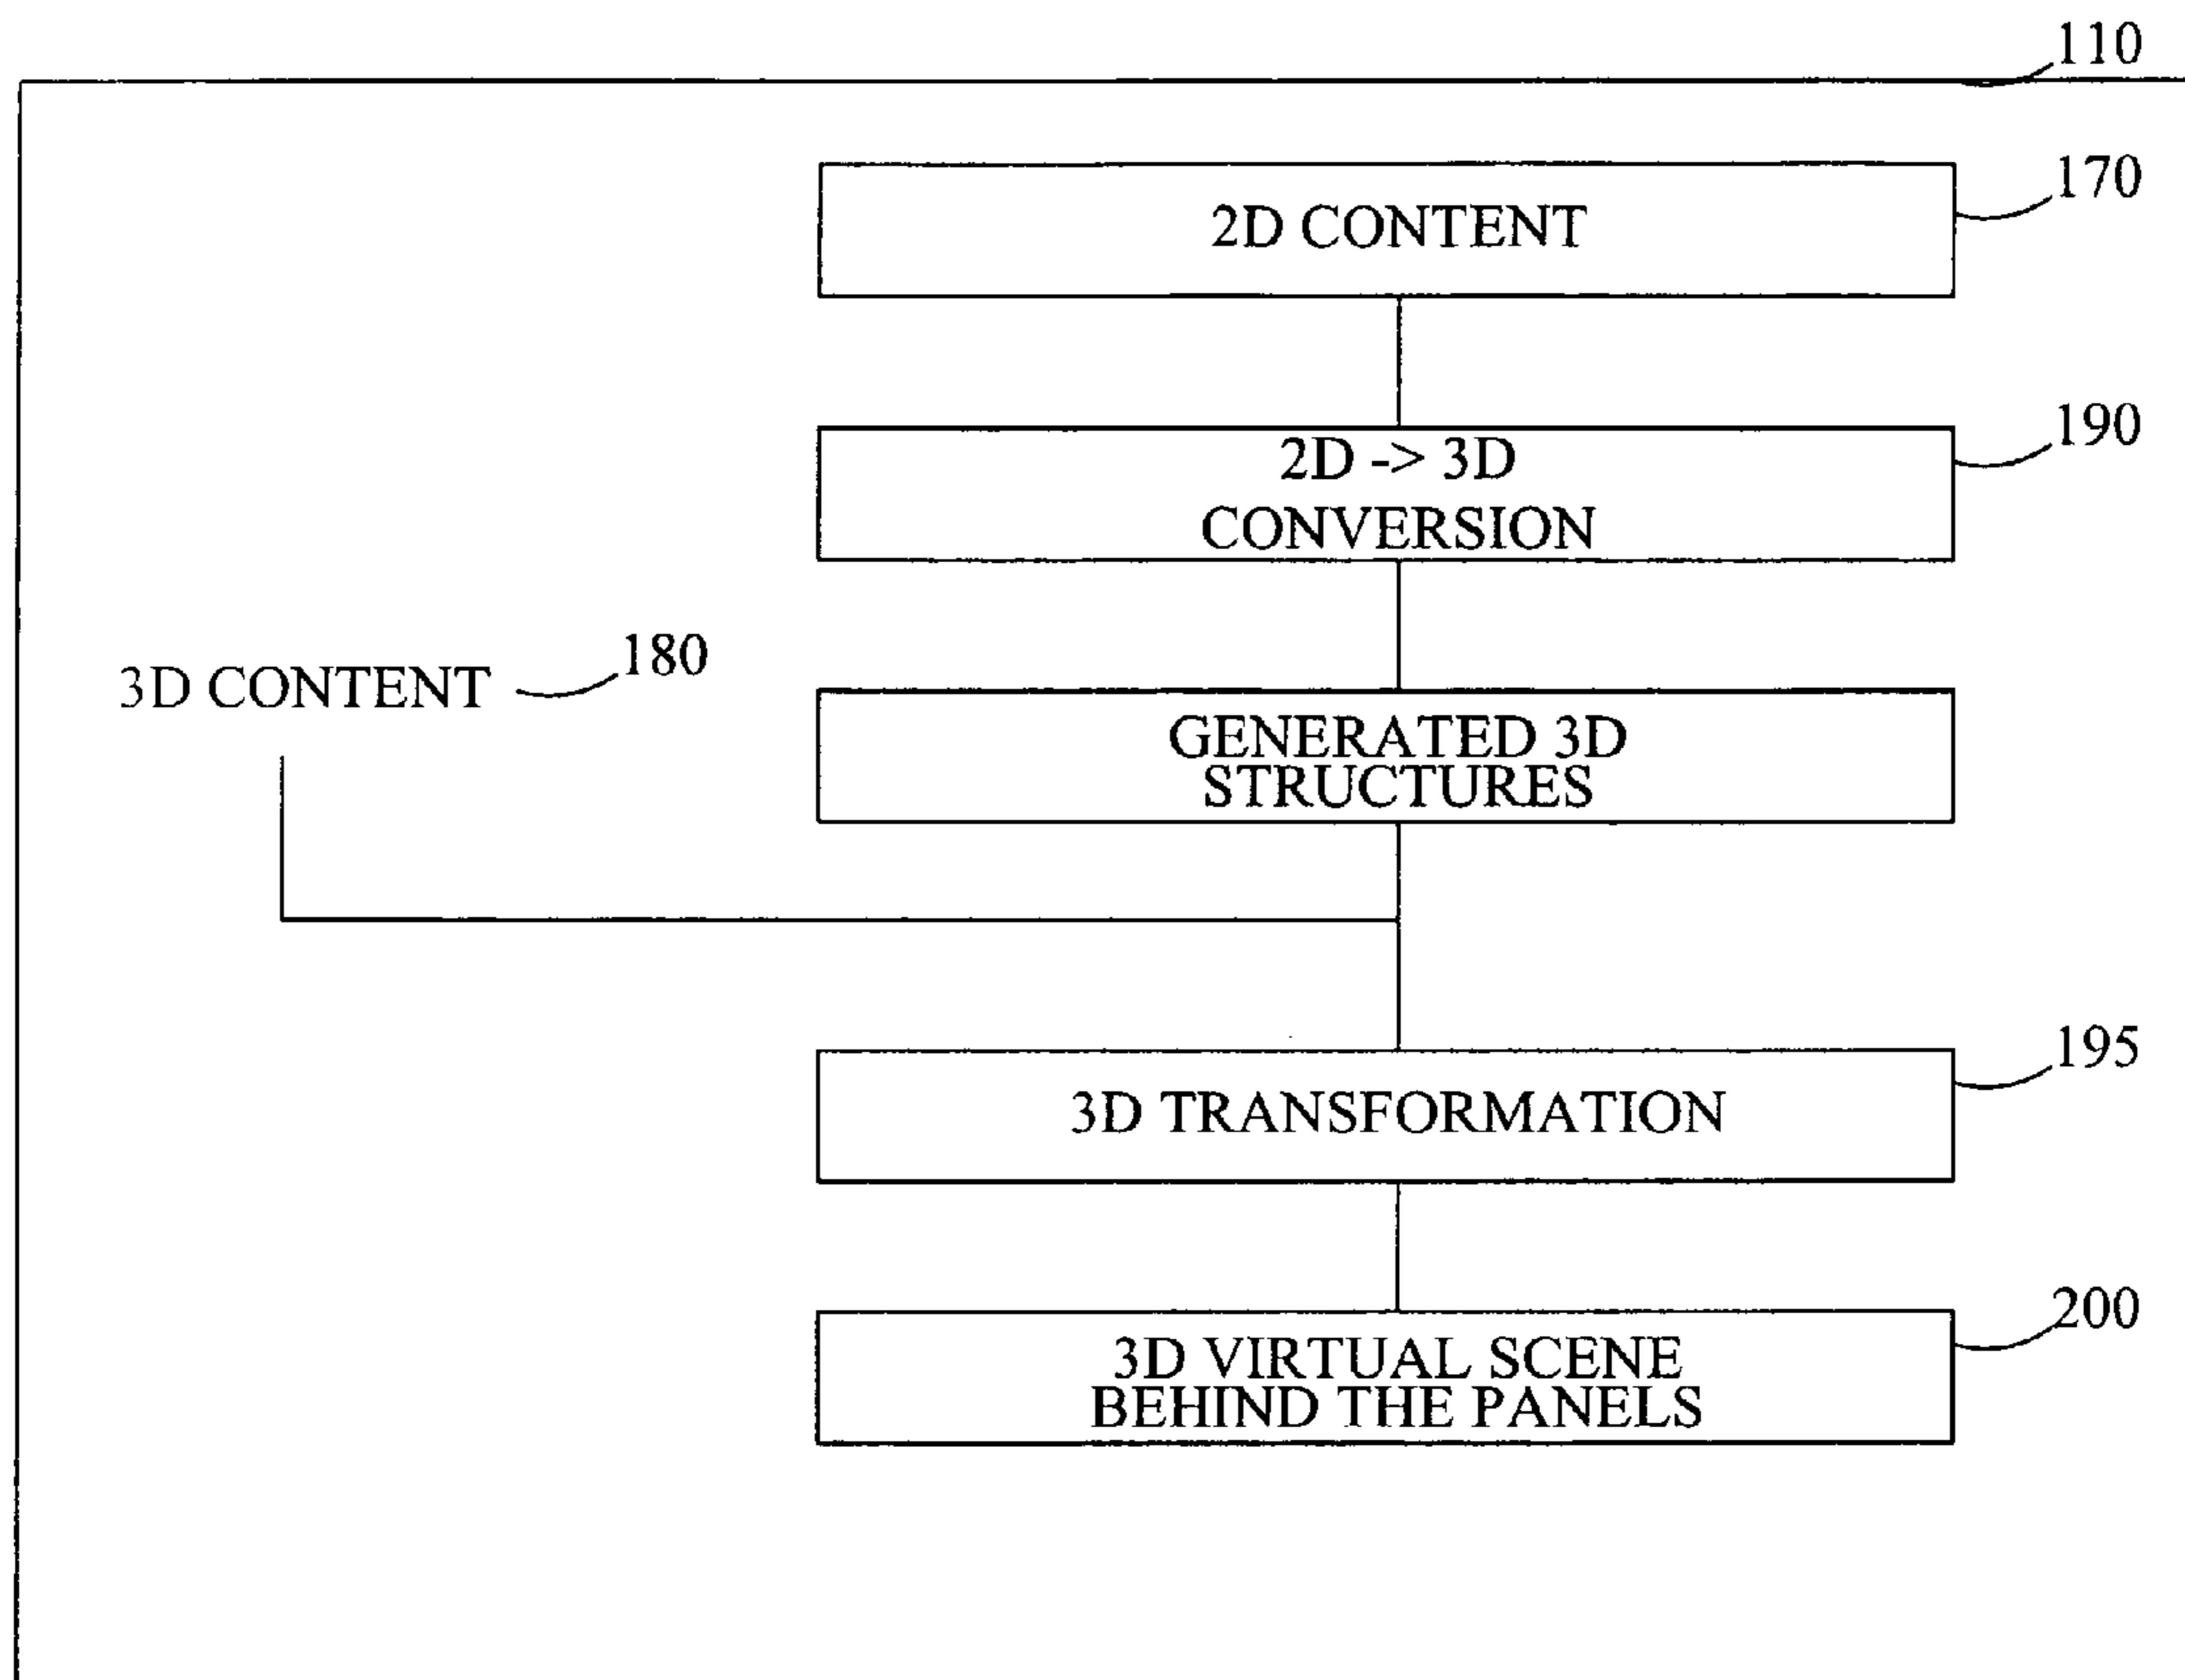 110
2D CONTENT
170
2D -> 3D
CONVERSION
190
3D CONTENT
180
GENERATED 3D
STRUCTURES
3D TRANSFORMATION
195
3D VIRTUAL SCENE
BEHIND THE PANELS
200